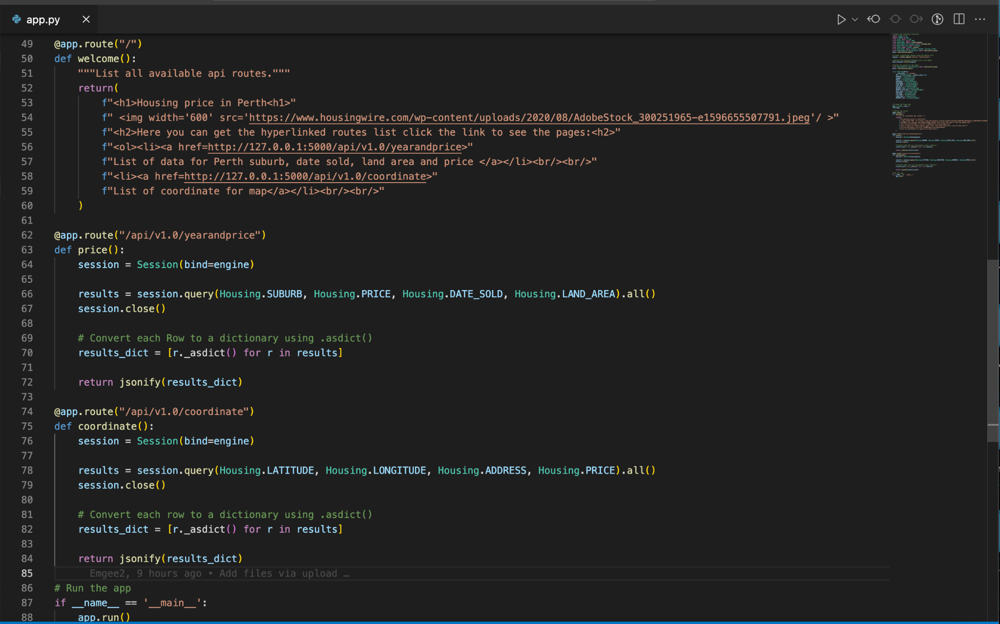 app.py
49 @app.route("/")
50 def welcome():
51     """List all available api routes."""
52     return(
53         f"<h1>Housing price in Perth<h1>"
54         f" <img width='600' src='https://www.housingwire.com/wp-content/uploads/2020/08/AdobeStock_300251965-e1596655507791.jpeg'/ >"
55         f"<h2>Here you can get the hyperlinked routes list click the link to see the pages:<h2>"
56         f"<ol><li><a href=http://127.0.0.1:5000/api/v1.0/yearandprice>"
57         f"List of data for Perth suburb, date sold, land area and price </a></li><br/><br/>"
58         f"<li><a href=http://127.0.0.1:5000/api/v1.0/coordinate>"
59         f"List of coordinate for map</a></li><br/><br/>"
60     )
61
62 @app.route("/api/v1.0/yearandprice")
63 def price():
64     session = Session(bind=engine)
65
66     results = session.query(Housing.SUBURB, Housing.PRICE, Housing.DATE_SOLD, Housing.LAND_AREA).all()
67     session.close()
68
69     # Convert each Row to a dictionary using .asdict()
70     results_dict = [r._asdict() for r in results]
71
72     return jsonify(results_dict)
73
74 @app.route("/api/v1.0/coordinate")
75 def coordinate():
76     session = Session(bind=engine)
77
78     results = session.query(Housing.LATITUDE, Housing.LONGITUDE, Housing.ADDRESS, Housing.PRICE).all()
79     session.close()
80
81     # Convert each row to a dictionary using .asdict()
82     results_dict = [r._asdict() for r in results]
83
84     return jsonify(results_dict)
85     Emgee2, 9 hours ago • Add files via upload …
86 # Run the app
87 if __name__ == '__main__':
88     app.run()